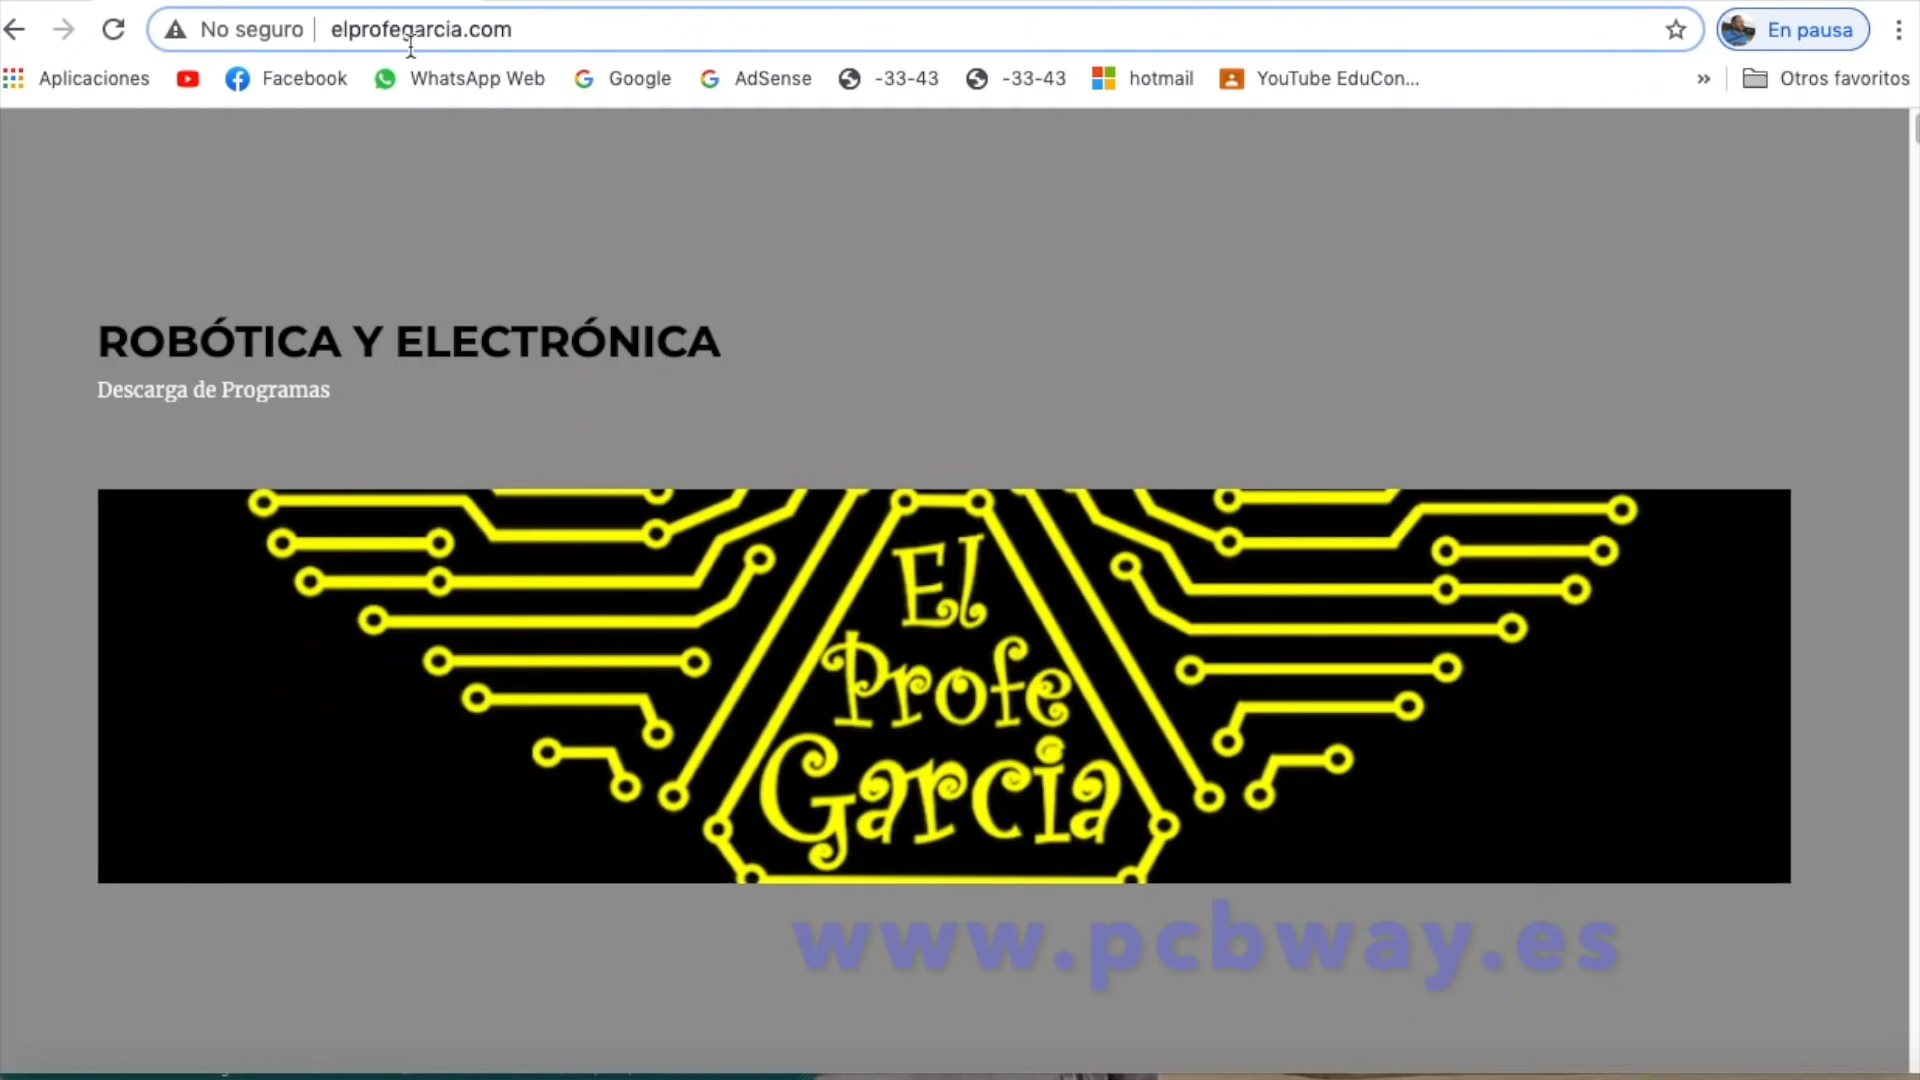 No seguro elprofegarcia.com En pausa
Aplicaciones Facebook WhatsApp Web Google AdSense -33-43 -33-43 hotmail YouTube EduCon... » Otros favoritos
ROBÓTICA Y ELECTRÓNICA
Descarga de Programas
El
Profe
Garcia
www.pcbway.es